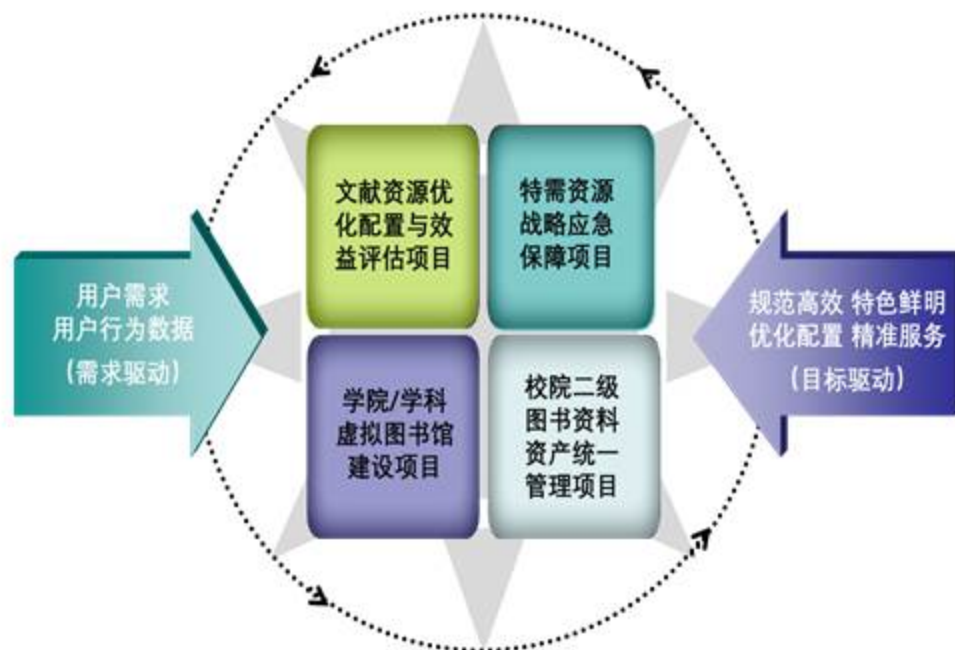 文献资源优
化配置与效
益评估项目
特需资源
战略应急
保障项目
用户需求
用户行为数据
(需求驱动)
规范高效 特色鲜明
优化配置 精准服务
(目标驱动)
学院/学科
虚拟图书馆
建设项目
校院二级
图书资料
资产统一
管理项目